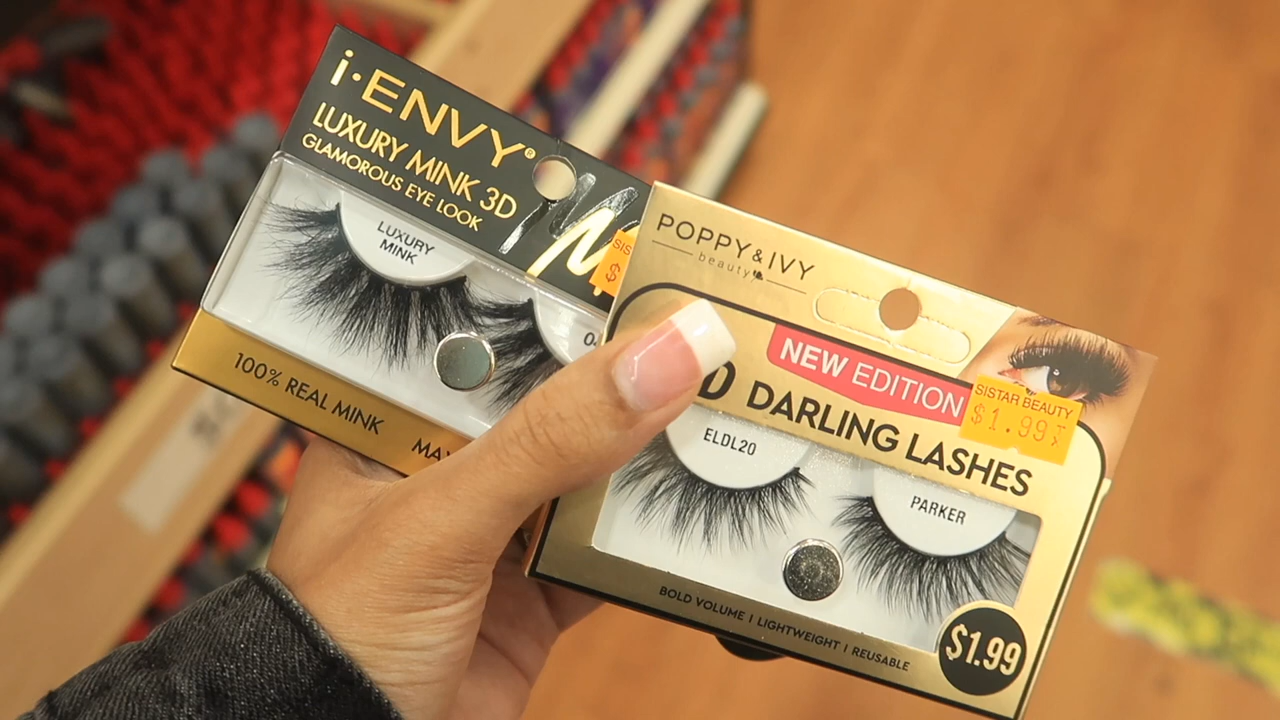 i·ENVY®
LUXURY MINK 3D
GLAMOROUS EYE LOOK
LUXURY
MINK
SIS
$
100% REAL MINK
POPPY & IVY
beauty
NEW EDITION
D DARLING LASHES
SISTAR BEAUTY
$1.99
ELDL20
PARKER
BOLD VOLUME | LIGHTWEIGHT | REUSABLE
$1.99